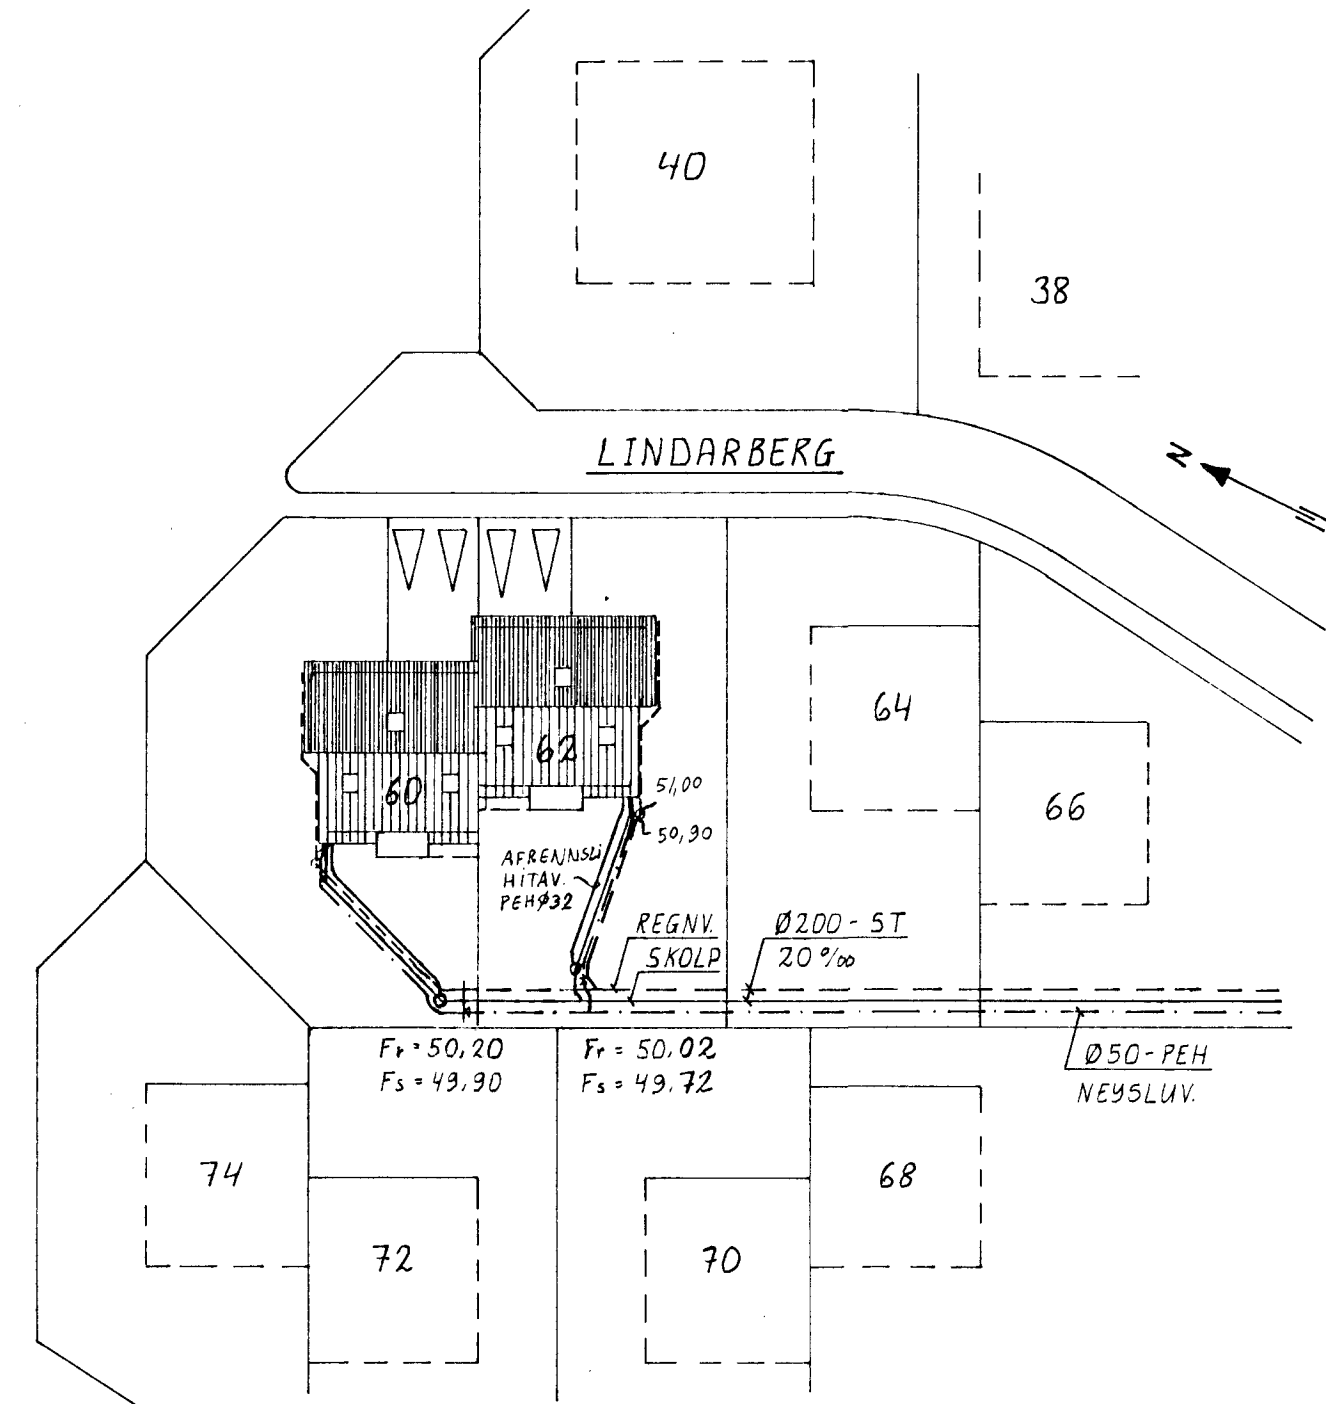 40
38
LINDARBERG
N
64
62
66
60
51,00
50,90
AFRENNSLI
HITAV.
PEHø32
REGNV.
SKOLP
Ø200-ST
20 ‰
Fr = 50,20
Fs = 49,90
Fr = 50,02
Fs = 49,72
Ø50-PEH
NEYSLUV.
74
68
72
70